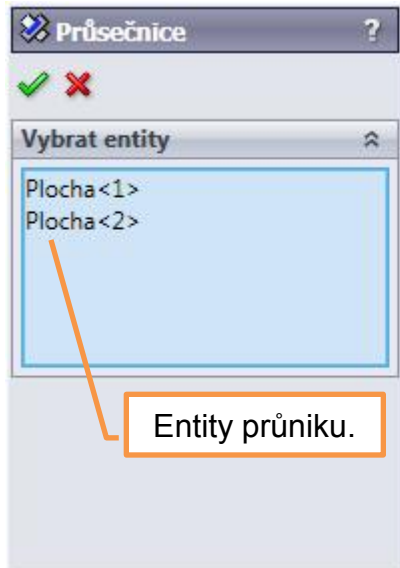 Průsečnice ?
Vybrat entity
Plocha<1>
Plocha<2>
Entity průniku.